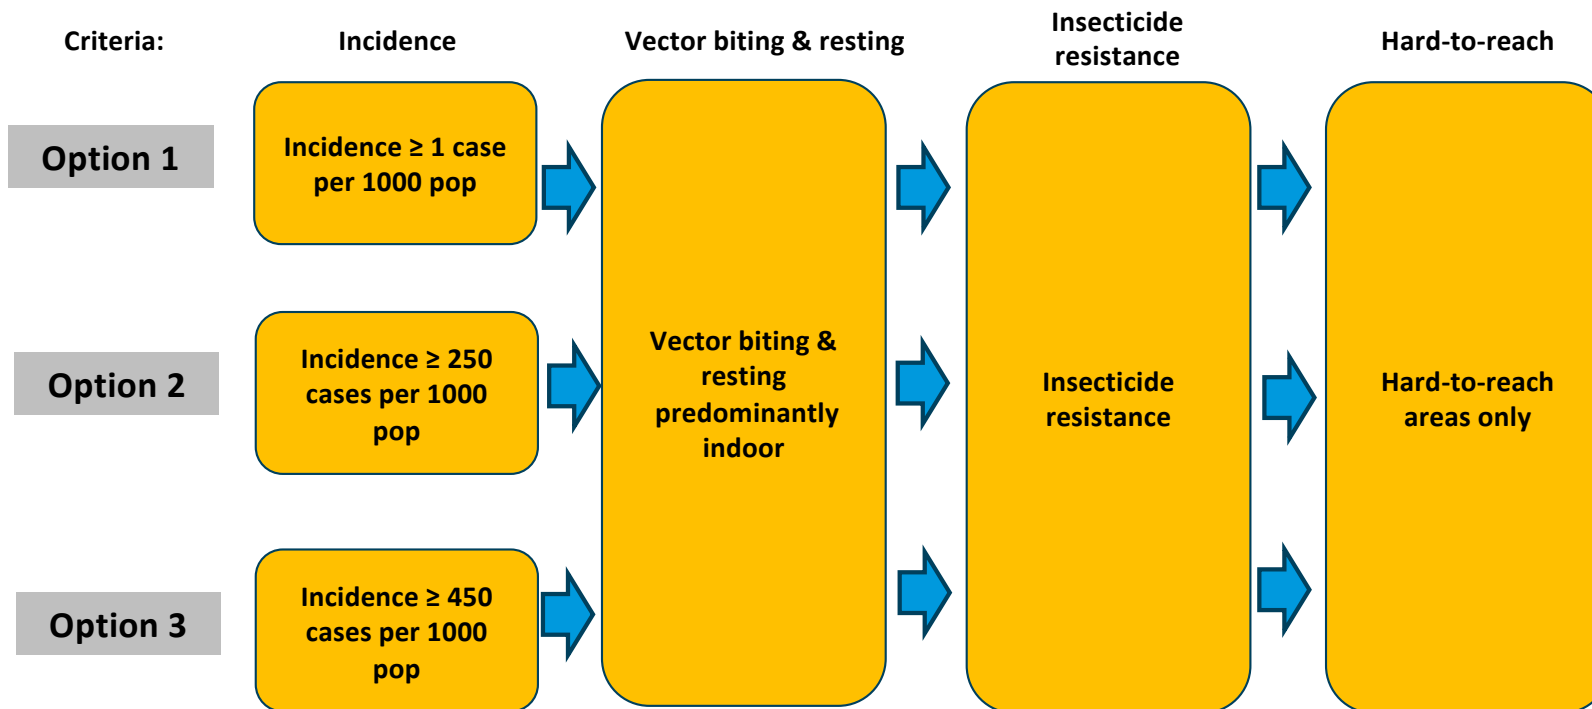 Criteria:
Incidence
Vector biting & resting
Insecticide
resistance
Hard-to-reach
Option 1
Incidence ≥ 1 case
per 1000 pop
Option 2
Incidence ≥ 250
cases per 1000
pop
Option 3
Incidence ≥ 450
cases per 1000
pop
Vector biting &
resting
predominantly
indoor
Insecticide
resistance
Hard-to-reach
areas only